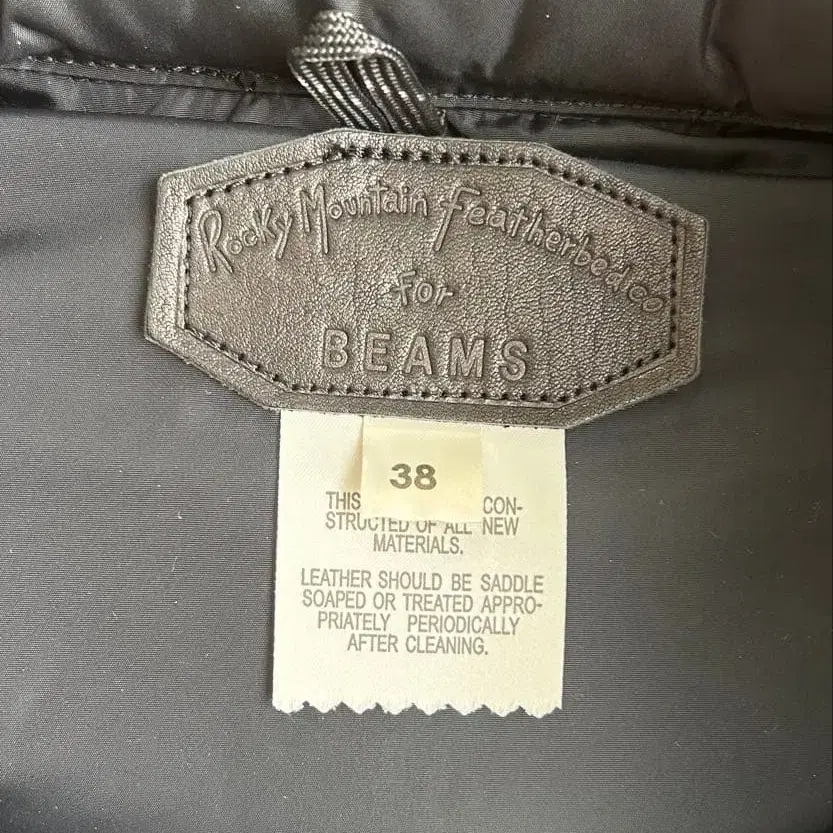 Rocky Mountain Featherbed co
for
BEAMS
38
THIS CON-
STRUCTED OF ALL NEW
MATERIALS.
LEATHER SHOULD BE SADDLE
SOAPED OR TREATED APPRO-
PRIATELY PERIODICALLY
AFTER CLEANING.